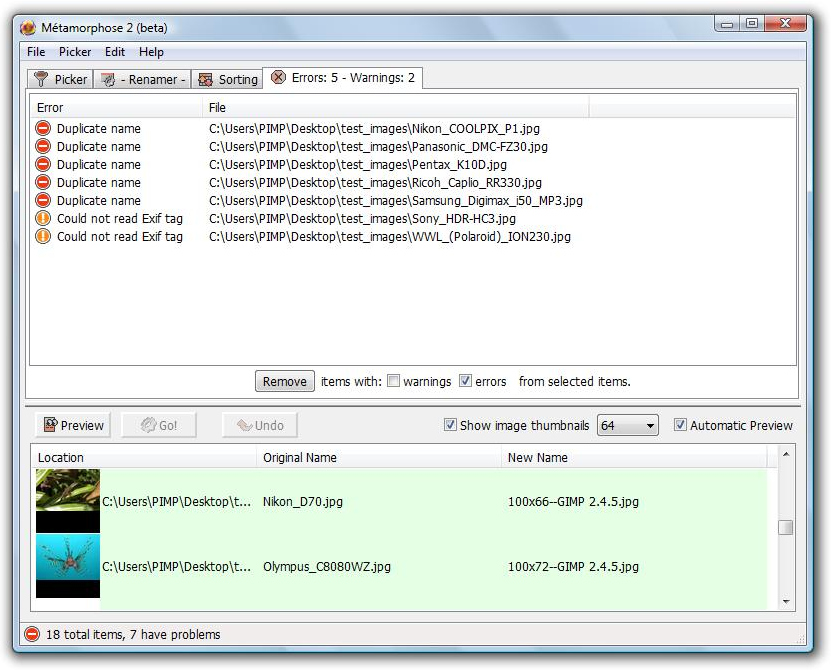 Métamorphose 2 (beta)
File Picker Edit Help
Picker - Renamer - Sorting Errors: 5 - Warnings: 2
Error File
Duplicate name C:\Users\PIMP\Desktop\test_images\Nikon_COOLPIX_P1.jpg
Duplicate name C:\Users\PIMP\Desktop\test_images\Panasonic_DMC-FZ30.jpg
Duplicate name C:\Users\PIMP\Desktop\test_images\Pentax_K10D.jpg
Duplicate name C:\Users\PIMP\Desktop\test_images\Ricoh_Caplio_RR330.jpg
Duplicate name C:\Users\PIMP\Desktop\test_images\Samsung_Digimax_i50_MP3.jpg
Could not read Exif tag C:\Users\PIMP\Desktop\test_images\Sony_HDR-HC3.jpg
Could not read Exif tag C:\Users\PIMP\Desktop\test_images\WWL_(Polaroid)_ION230.jpg
Remove items with: warnings errors from selected items.
Preview Go! Undo Show image thumbnails 64 Automatic Preview
Location Original Name New Name
C:\Users\PIMP\Desktop\t... Nikon_D70.jpg 100x66--GIMP 2.4.5.jpg
C:\Users\PIMP\Desktop\t... Olympus_C8080WZ.jpg 100x72--GIMP 2.4.5.jpg
18 total items, 7 have problems